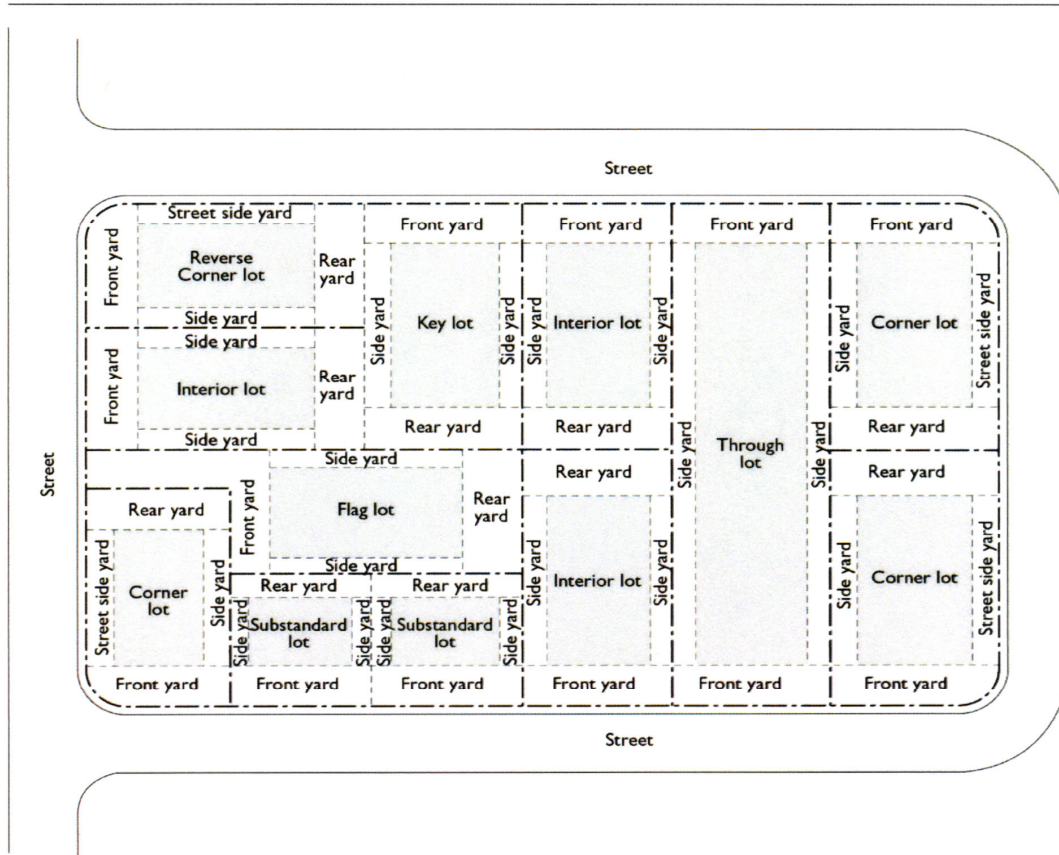 Street
Street side yard
Front yard
Reverse
Corner lot
Rear
yard
Side yard
Front yard
Side yard
Key lot
Side yard
Front yard
Side yard
Interior lot
Side yard
Front yard
Front yard
Side yard
Corner lot
Street side yard
Side yard
Front yard
Interior lot
Rear
yard
Side yard
Rear yard
Rear yard
Rear yard
Street
Side yard
Through
lot
Side yard
Side yard
Front yard
Flag lot
Rear
yard
Side yard
Rear yard
Rear yard
Rear yard
Street side yard
Corner
lot
Side yard
Rear yard
Rear yard
Side yard
Substandard
lot
Side yard
Side yard
Substandard
lot
Side yard
Side yard
Interior lot
Side yard
Side yard
Corner lot
Street side yard
Front yard
Front yard
Front yard
Front yard
Front yard
Front yard
Street